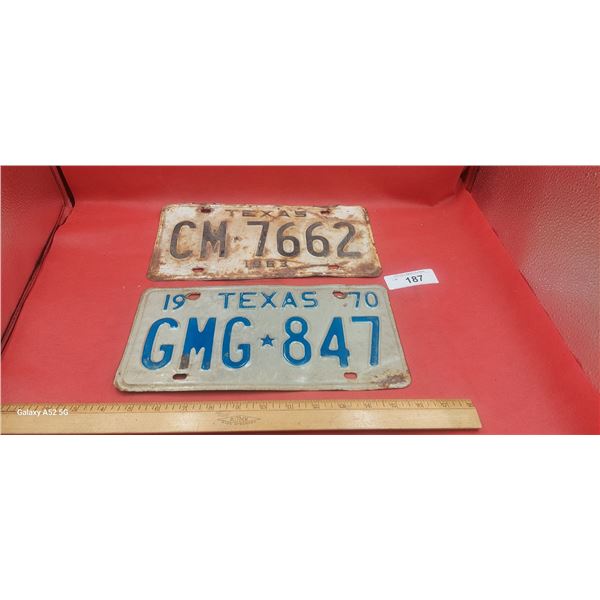 TEXAS
CM·7662
187
19 TEXAS 70
GMG★847
Galaxy A52 5G